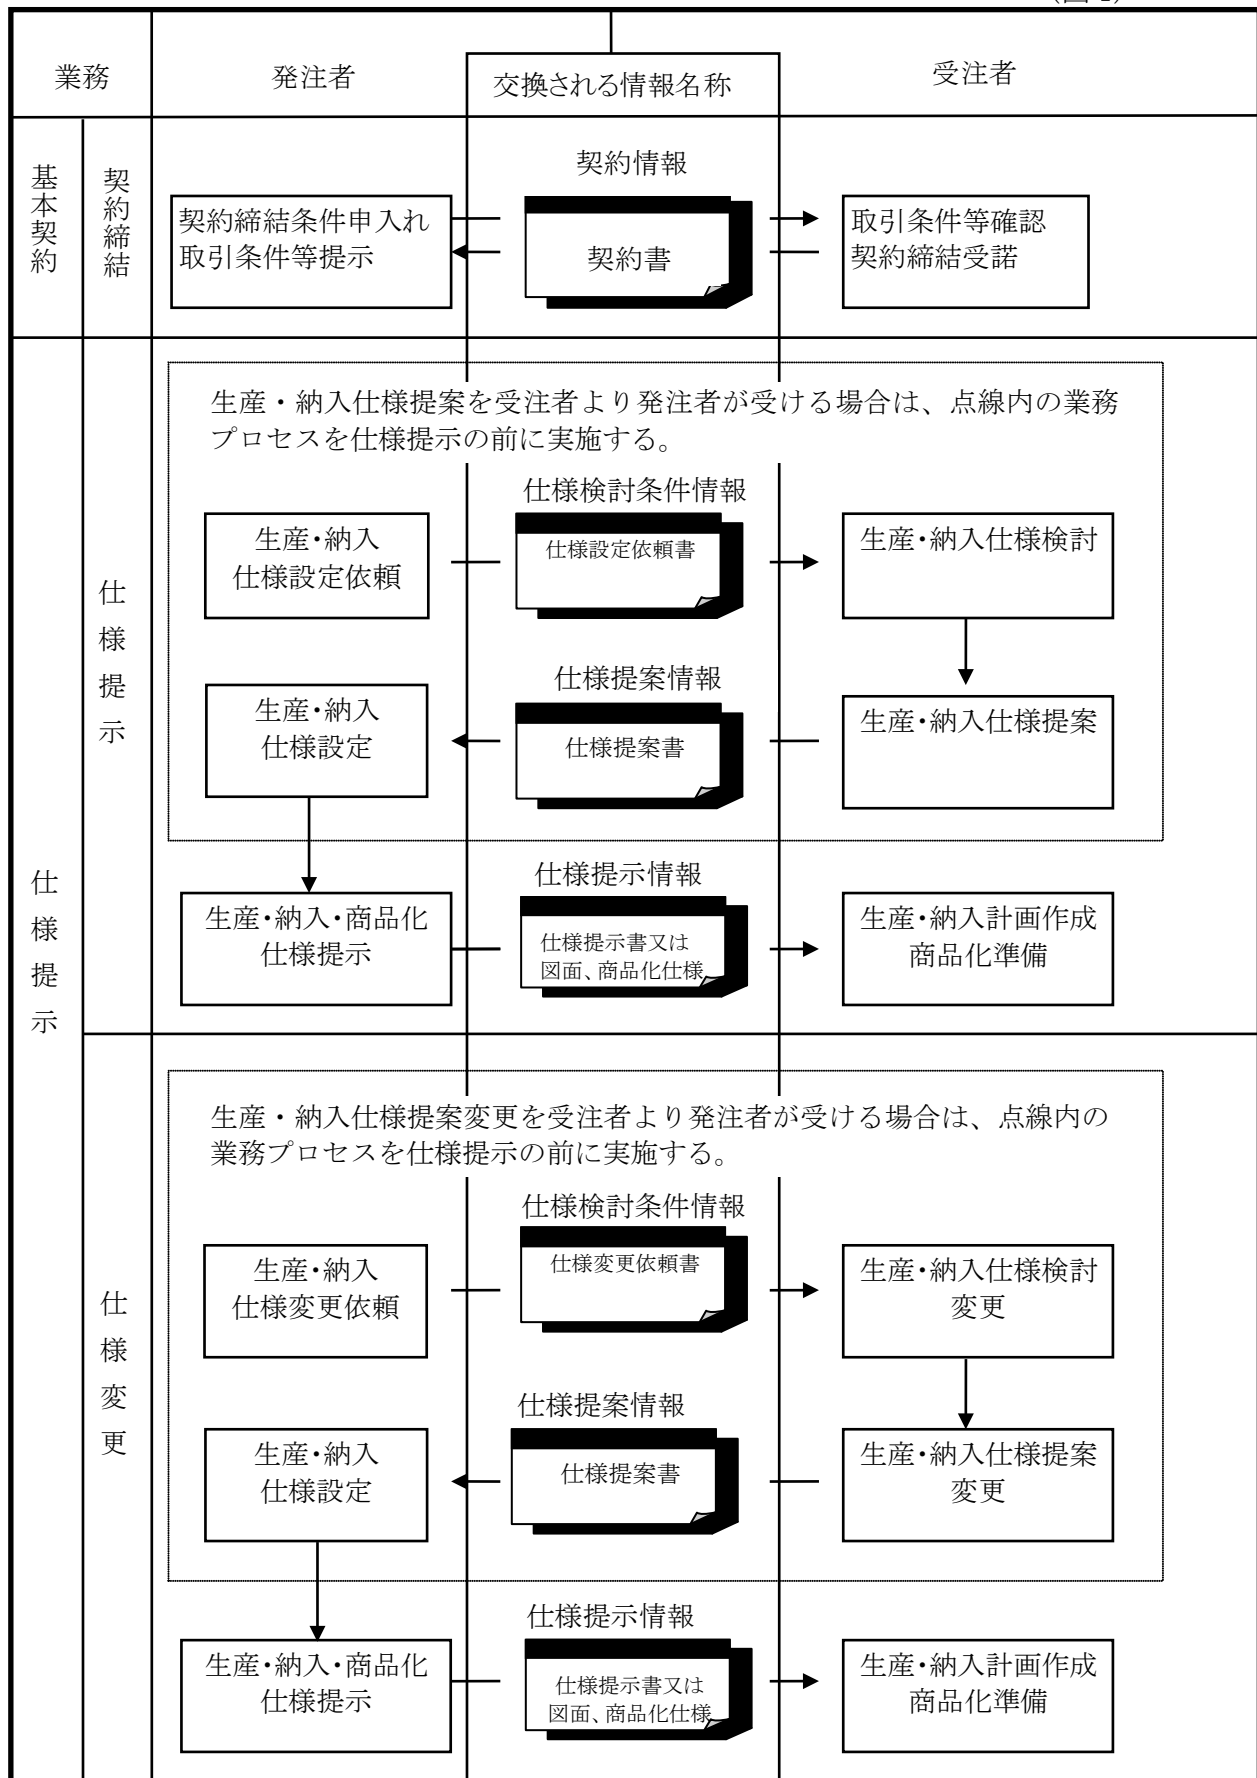 業務
発注者
交換される情報名称
受注者
基本契約
契約締結
契約情報
契約締結条件申入れ
取引条件等提示
契約書
取引条件等確認
契約締結受諾
仕様提示
仕様提示
生産・納入仕様提案を受注者より発注者が受ける場合は、点線内の業務
プロセスを仕様提示の前に実施する。
仕様検討条件情報
生産・納入
仕様設定依頼
仕様設定依頼書
生産・納入仕様検討
仕様提案情報
生産・納入
仕様設定
仕様提案書
生産・納入仕様提案
仕様提示情報
生産・納入・商品化
仕様提示
仕様提示書又は
図面、商品化仕様
生産・納入計画作成
商品化準備
仕様変更
生産・納入仕様提案変更を受注者より発注者が受ける場合は、点線内の
業務プロセスを仕様提示の前に実施する。
仕様検討条件情報
生産・納入
仕様変更依頼
仕様変更依頼書
生産・納入仕様検討
変更
仕様提案情報
生産・納入
仕様設定
仕様提案書
生産・納入仕様提案
変更
仕様提示情報
生産・納入・商品化
仕様提示
仕様提示書又は
図面、商品化仕様
生産・納入計画作成
商品化準備